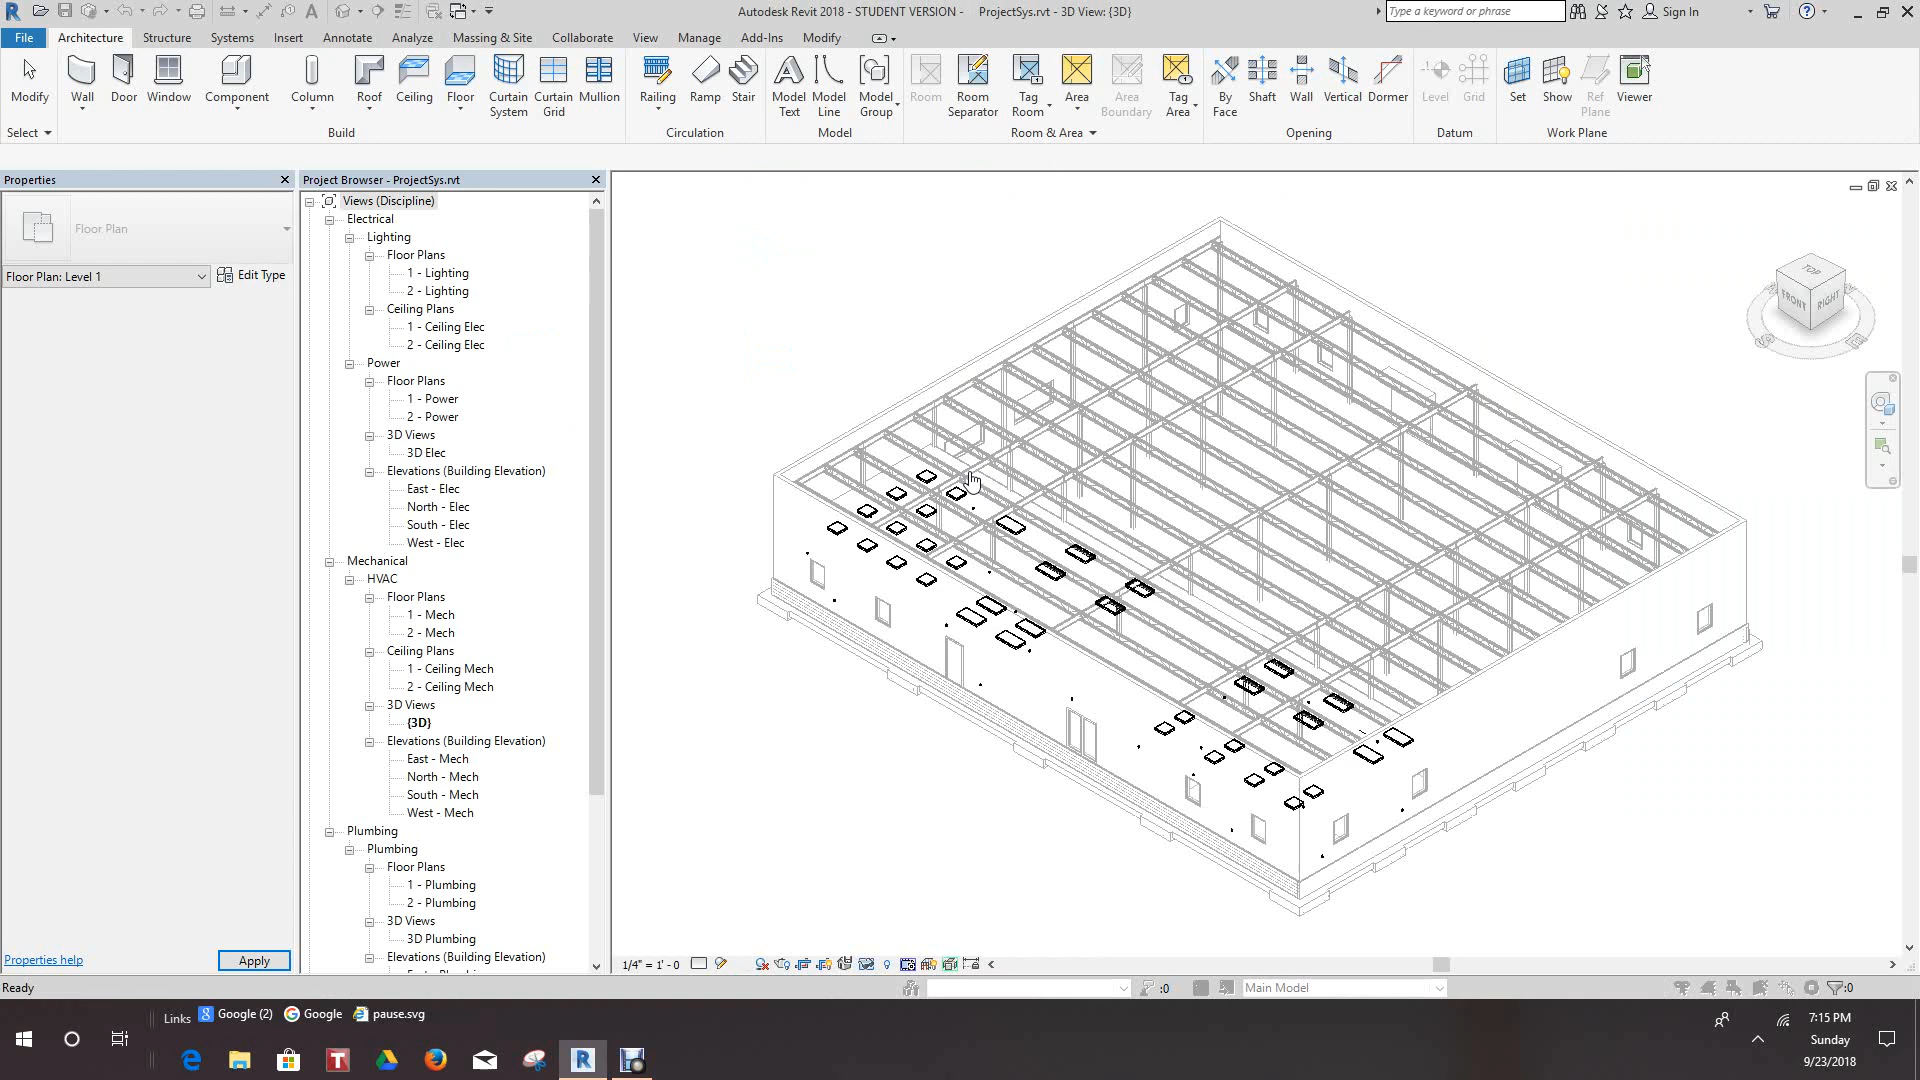 Autodesk Revit 2018 - STUDENT VERSION - ProjectSys.rvt - 3D View: {3D}
Type a keyword or phrase
Sign In
File Architecture Structure Systems Insert Annotate Analyze Massing & Site Collaborate View Manage Add-Ins Modify
Modify Wall Door Window Component Column Roof Ceiling Floor Curtain System Curtain Grid Mullion Railing Ramp Stair Model Text Model Line Model Group Room Room Separator Tag Room Area Area Boundary Tag Area By Face Shaft Wall Vertical Dormer Level Grid Set Show Ref Plane Viewer
Select Build Circulation Model Room & Area Opening Datum Work Plane
Properties
Floor Plan
Floor Plan: Level 1
Edit Type
Properties help
Apply
Project Browser - ProjectSys.rvt
Views (Discipline)
Electrical
Lighting
Floor Plans
1 - Lighting
2 - Lighting
Ceiling Plans
1 - Ceiling Elec
2 - Ceiling Elec
Power
Floor Plans
1 - Power
2 - Power
3D Views
3D Elec
Elevations (Building Elevation)
East - Elec
North - Elec
South - Elec
West - Elec
Mechanical
HVAC
Floor Plans
1 - Mech
2 - Mech
Ceiling Plans
1 - Ceiling Mech
2 - Ceiling Mech
3D Views
{3D}
Elevations (Building Elevation)
East - Mech
North - Mech
South - Mech
West - Mech
Plumbing
Plumbing
Floor Plans
1 - Plumbing
2 - Plumbing
3D Views
3D Plumbing
Elevations (Building Elevation)
TOP
FRONT
RIGHT
1/4" = 1' - 0
Ready
:0
Main Model
:0
Links
Google (2)
Google
pause.svg
7:15 PM
Sunday
9/23/2018